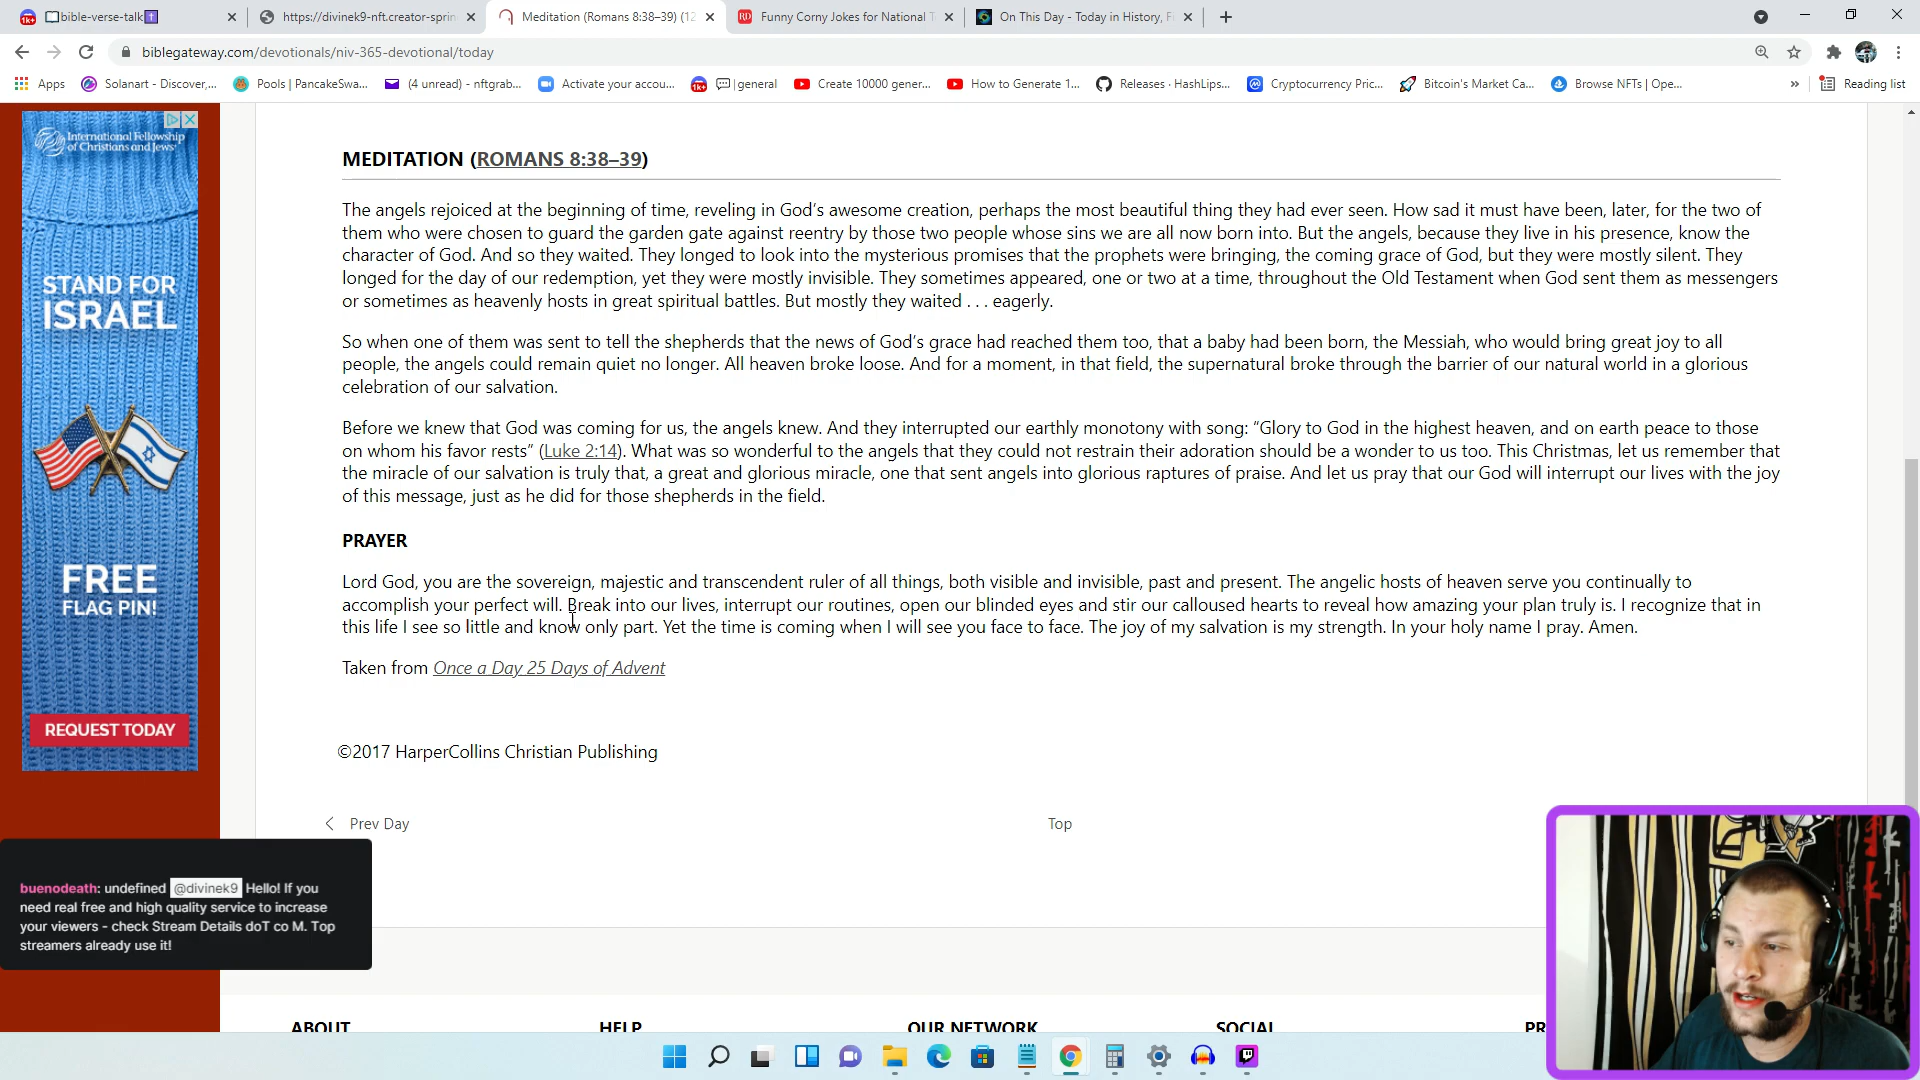 bible-verse-talk
https://divinek9-nft.creator-sprin
Meditation (Romans 8:38–39) (12
Funny Corny Jokes for National T
On This Day - Today in History, F
biblegateway.com/devotionals/niv-365-devotional/today
Apps
Solanart - Discover,...
Pools | PancakeSwa...
(4 unread) - nftgrab...
Activate your accou...
| general
Create 10000 gener...
How to Generate 1...
Releases · HashLips...
Cryptocurrency Pric...
Bitcoin's Market Ca...
Browse NFTs | Ope...
»
Reading list
International Fellowship
of Christians and Jews
STAND FOR
ISRAEL
FREE
FLAG PIN!
REQUEST TODAY
MEDITATION (ROMANS 8:38–39)
The angels rejoiced at the beginning of time, reveling in God's awesome creation, perhaps the most beautiful thing they had ever seen. How sad it must have been, later, for the two of
them who were chosen to guard the garden gate against reentry by those two people whose sins we are all now born into. But the angels, because they live in his presence, know the
character of God. And so they waited. They longed to look into the mysterious promises that the prophets were bringing, the coming grace of God, but they were mostly silent. They
longed for the day of our redemption, yet they were mostly invisible. They sometimes appeared, one or two at a time, throughout the Old Testament when God sent them as messengers
or sometimes as heavenly hosts in great spiritual battles. But mostly they waited . . . eagerly.
So when one of them was sent to tell the shepherds that the news of God's grace had reached them too, that a baby had been born, the Messiah, who would bring great joy to all
people, the angels could remain quiet no longer. All heaven broke loose. And for a moment, in that field, the supernatural broke through the barrier of our natural world in a glorious
celebration of our salvation.
Before we knew that God was coming for us, the angels knew. And they interrupted our earthly monotony with song: “Glory to God in the highest heaven, and on earth peace to those
on whom his favor rests” (Luke 2:14). What was so wonderful to the angels that they could not restrain their adoration should be a wonder to us too. This Christmas, let us remember that
the miracle of our salvation is truly that, a great and glorious miracle, one that sent angels into glorious raptures of praise. And let us pray that our God will interrupt our lives with the joy
of this message, just as he did for those shepherds in the field.
PRAYER
Lord God, you are the sovereign, majestic and transcendent ruler of all things, both visible and invisible, past and present. The angelic hosts of heaven serve you continually to
accomplish your perfect will. Break into our lives, interrupt our routines, open our blinded eyes and stir our calloused hearts to reveal how amazing your plan truly is. I recognize that in
this life I see so little and know only part. Yet the time is coming when I will see you face to face. The joy of my salvation is my strength. In your holy name I pray. Amen.
Taken from Once a Day 25 Days of Advent
©2017 HarperCollins Christian Publishing
Prev Day
Top
buenodeath: undefined @divinek9 Hello! If you
need real free and high quality service to increase
your viewers - check Stream Details doT co M. Top
streamers already use it!
ABOUT
HELP
OUR NETWORK
SOCIAL
PR